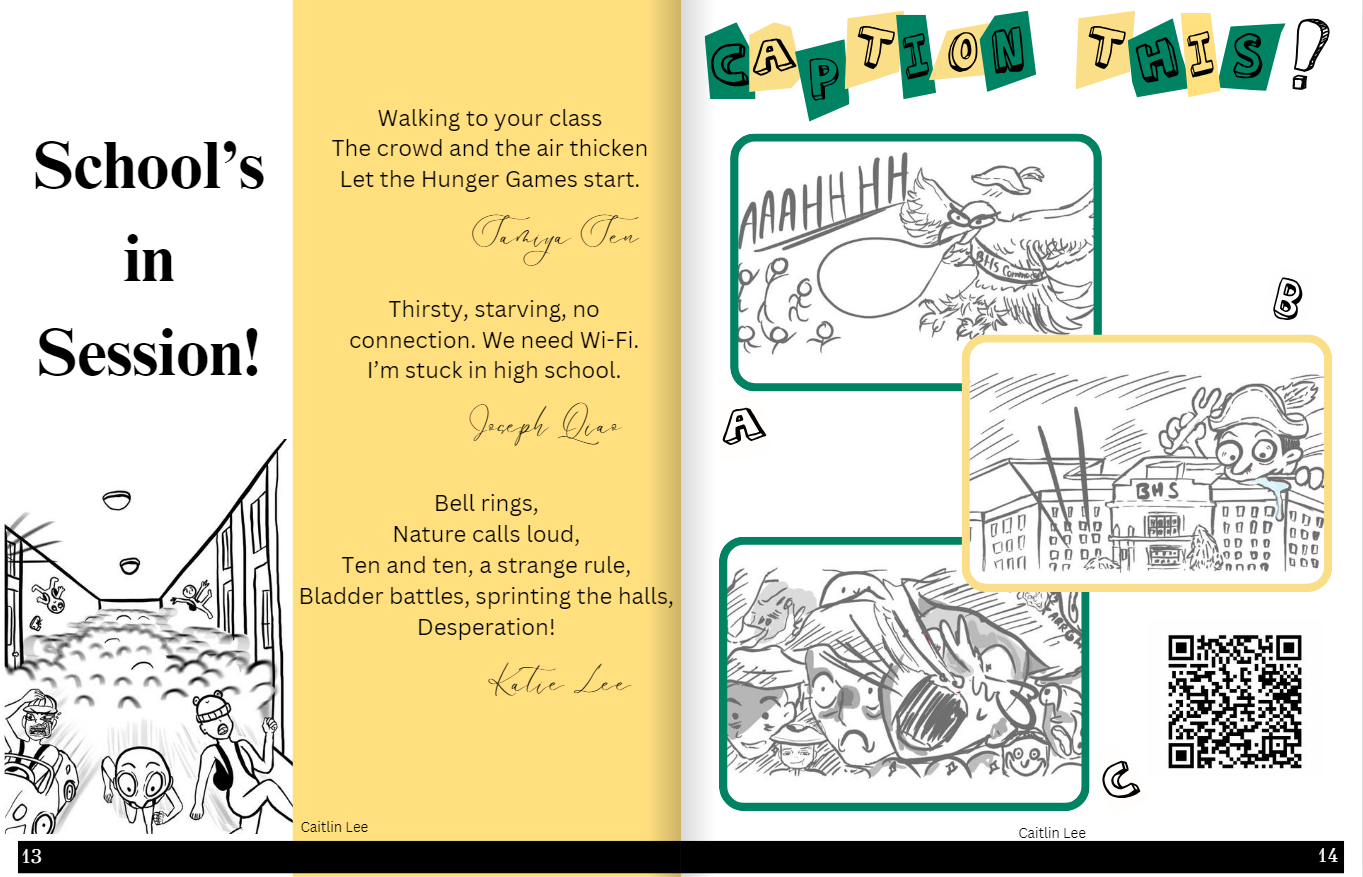 School's
in
Session!
Walking to your class
The crowd and the air thicken
Let the Hunger Games start.
Tamiya Ten
Thirsty, starving, no
connection. We need Wi-Fi.
I'm stuck in high school.
Joseph Qiao
Bell rings,
Nature calls loud,
Ten and ten, a strange rule,
Bladder battles, sprinting the halls,
Desperation!
Katie Lee
Caitlin Lee
13
CAPTION THIS!
AAAHHHH
BHS
A
B
BHS
C
Caitlin Lee
14